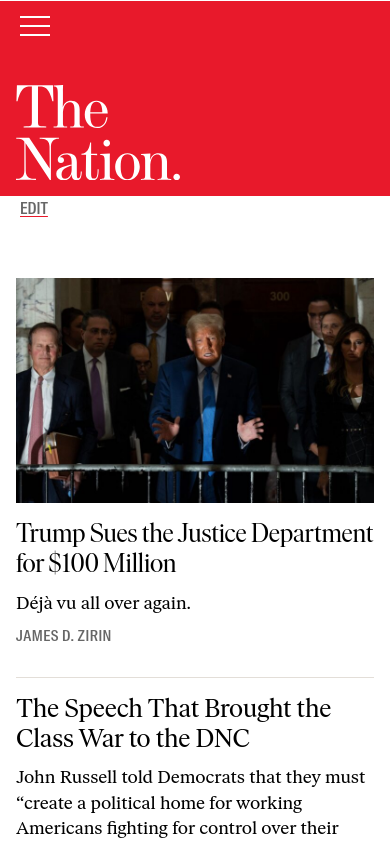 The
Nation.
EDIT
300
Trump Sues the Justice Department
for $100 Million
Déjà vu all over again.
JAMES D. ZIRIN
The Speech That Brought the
Class War to the DNC
John Russell told Democrats that they must
“create a political home for working
Americans fighting for control over their